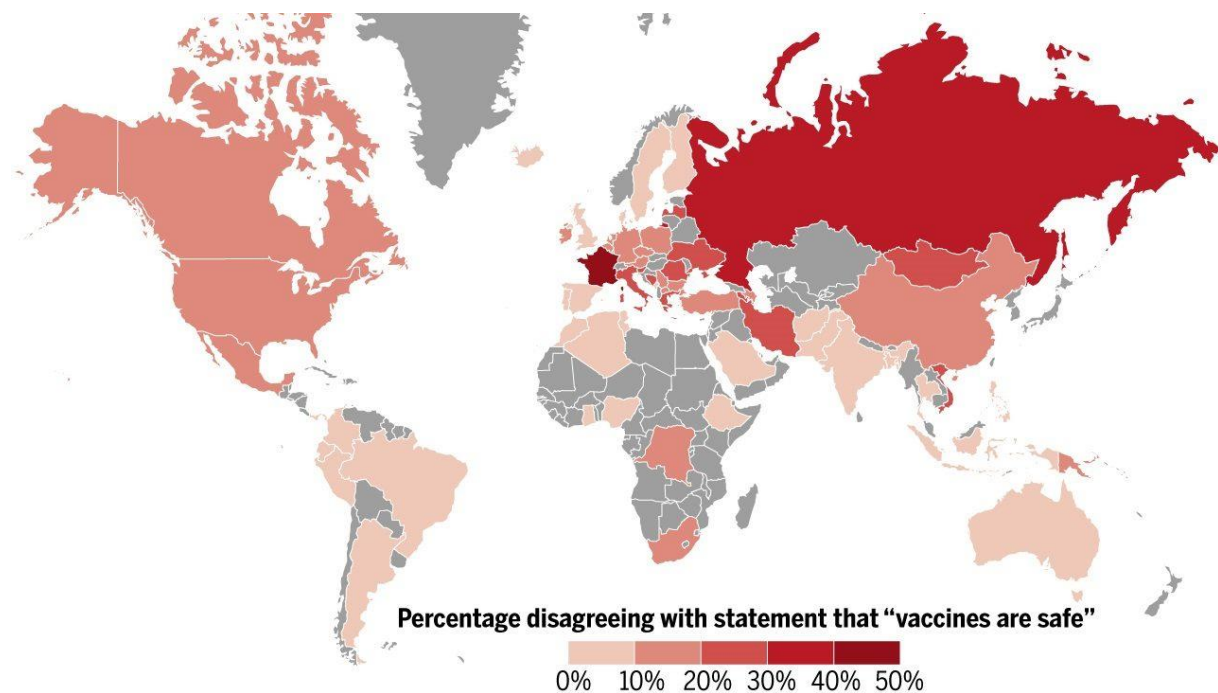 Percentage disagreeing with statement that “vaccines are safe”
0% 10% 20% 30% 40% 50%